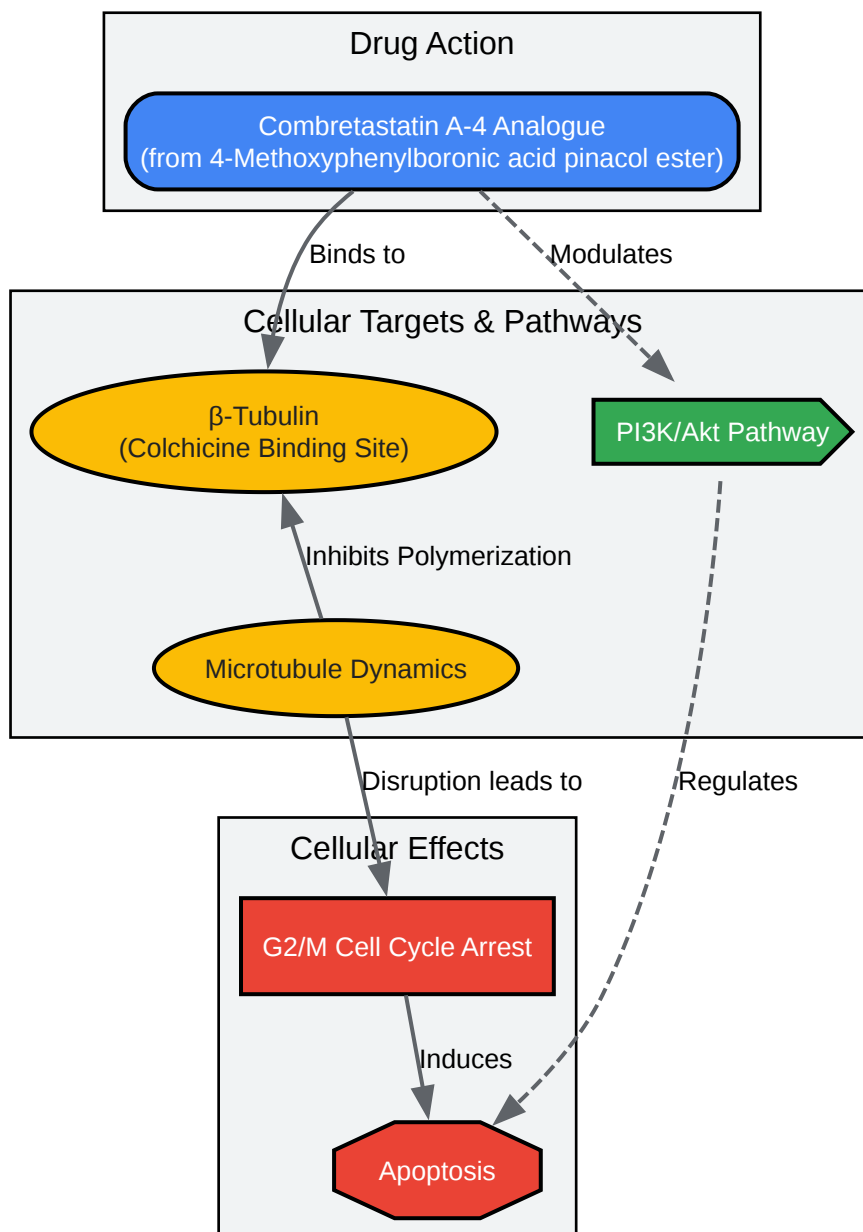 Drug Action
Combretastatin A-4 Analogue
(from 4-Methoxyphenylboronic acid pinacol ester)
Binds to
Modulates
Cellular Targets & Pathways
β-Tubulin
(Colchicine Binding Site)
PI3K/Akt Pathway
Inhibits Polymerization
Microtubule Dynamics
Disruption leads to
Regulates
Cellular Effects
G2/M Cell Cycle Arrest
Induces
Apoptosis